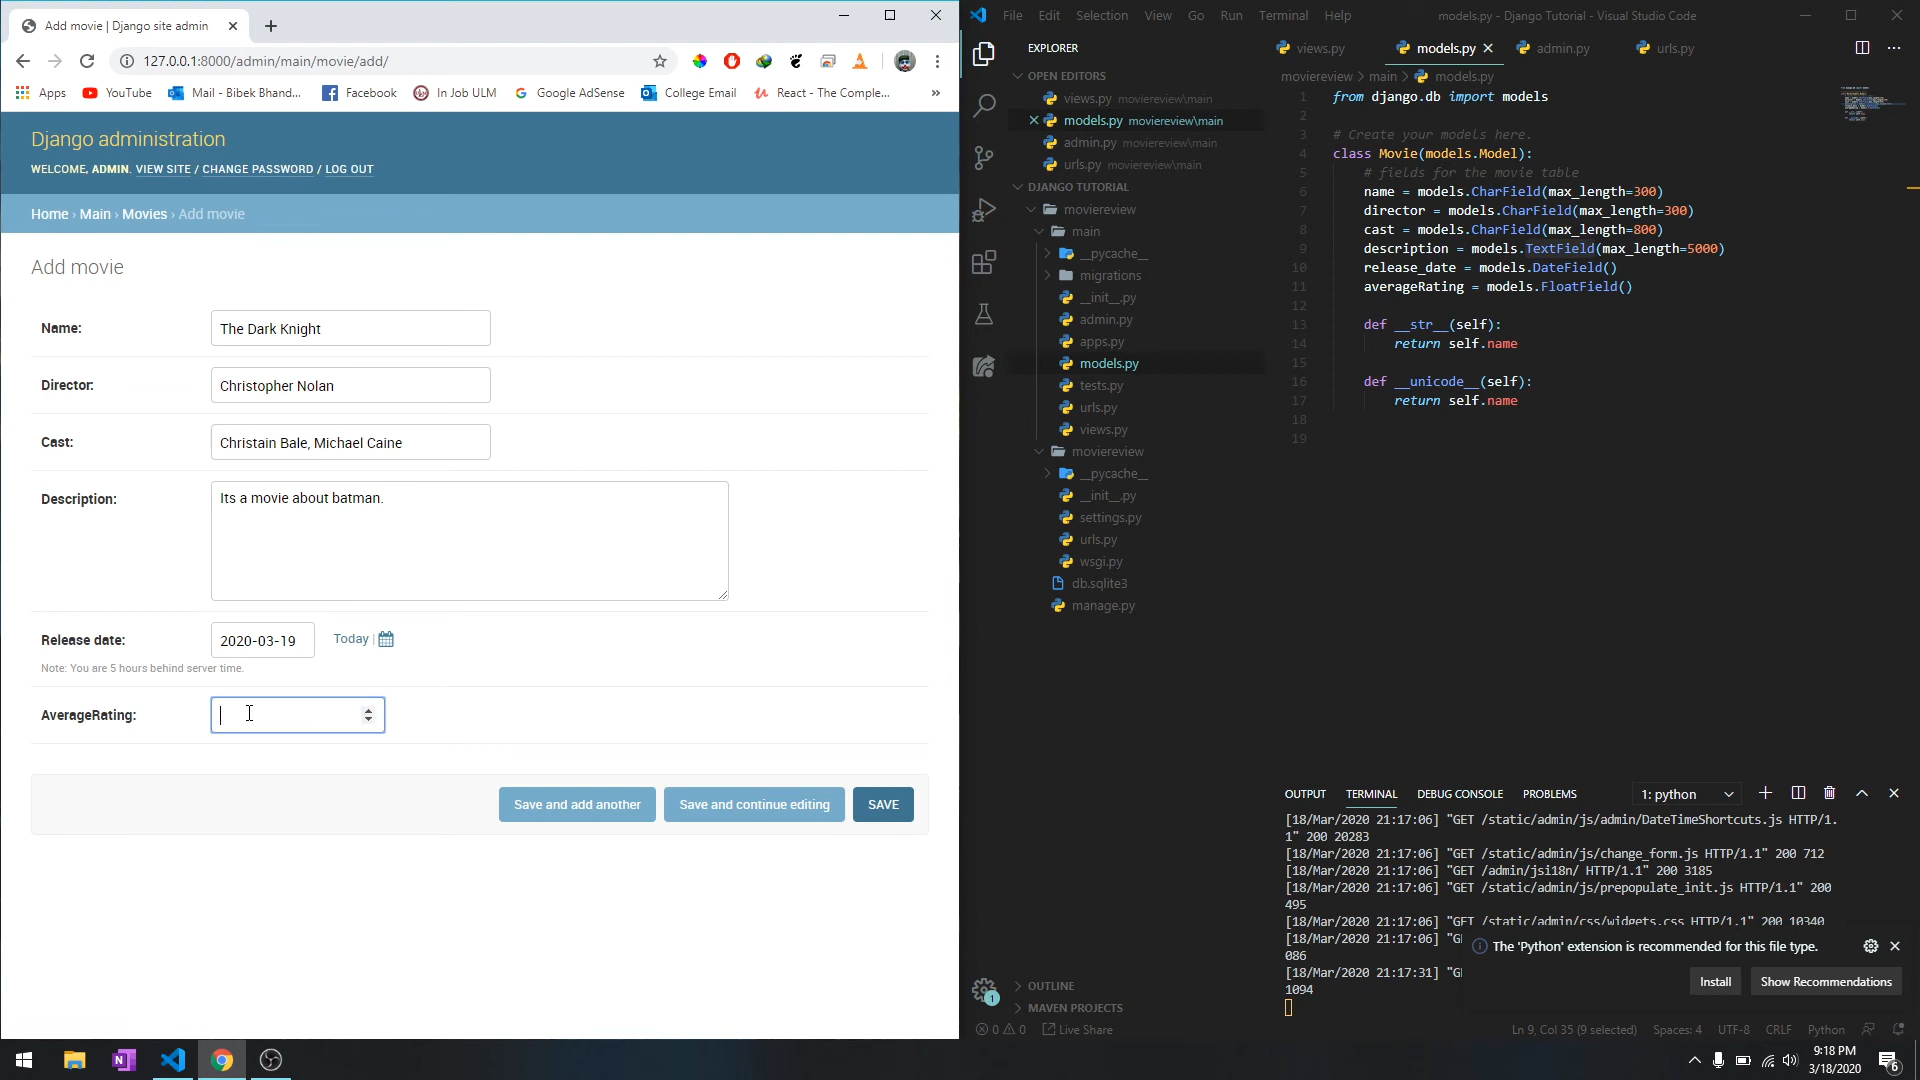 Add movie | Django site admin
127.0.0.1:8000/admin/main/movie/add/
Apps YouTube Mail - Bibek Bhand... Facebook In Job ULM Google AdSense College Email React - The Comple... »
Django administration
WELCOME, ADMIN. VIEW SITE / CHANGE PASSWORD / LOG OUT
Home › Main › Movies › Add movie
Add movie
Name: The Dark Knight
Director: Christopher Nolan
Cast: Christain Bale, Michael Caine
Description: Its a movie about batman.
Release date: 2020-03-19 Today |
Note: You are 5 hours behind server time.
AverageRating:
Save and add another Save and continue editing SAVE
File Edit Selection View Go Run Terminal Help models.py - Django Tutorial - Visual Studio Code
EXPLORER
OPEN EDITORS
views.py moviereview\main
models.py moviereview\main
admin.py moviereview\main
urls.py moviereview\main
DJANGO TUTORIAL
moviereview
main
__pycache__
migrations
__init__.py
admin.py
apps.py
models.py
tests.py
urls.py
views.py
moviereview
__pycache__
__init__.py
settings.py
urls.py
wsgi.py
db.sqlite3
manage.py
OUTLINE
MAVEN PROJECTS
views.py models.py admin.py urls.py
moviereview > main > models.py
1 from django.db import models
2
3 # Create your models here.
4 class Movie(models.Model):
5 # fields for the movie table
6 name = models.CharField(max_length=300)
7 director = models.CharField(max_length=300)
8 cast = models.CharField(max_length=800)
9 description = models.TextField(max_length=5000)
10 release_date = models.DateField()
11 averageRating = models.FloatField()
12
13 def __str__(self):
14 return self.name
15
16 def __unicode__(self):
17 return self.name
18
19
OUTPUT TERMINAL DEBUG CONSOLE PROBLEMS 1: python
[18/Mar/2020 21:17:06] "GET /static/admin/js/admin/DateTimeShortcuts.js HTTP/1.
1" 200 20283
[18/Mar/2020 21:17:06] "GET /static/admin/js/change_form.js HTTP/1.1" 200 712
[18/Mar/2020 21:17:06] "GET /admin/jsi18n/ HTTP/1.1" 200 3185
[18/Mar/2020 21:17:06] "GET /static/admin/js/prepopulate_init.js HTTP/1.1" 200
495
[18/Mar/2020 21:17:06] "GET /static/admin/css/widgets.css HTTP/1.1" 200 10340
[18/Mar/2020 21:17:06] "G
086
[18/Mar/2020 21:17:31] "G
1094
The 'Python' extension is recommended for this file type.
Install Show Recommendations
1
0 0 Live Share Ln 9, Col 35 (9 selected) Spaces: 4 UTF-8 CRLF Python
9:18 PM
3/18/2020
6